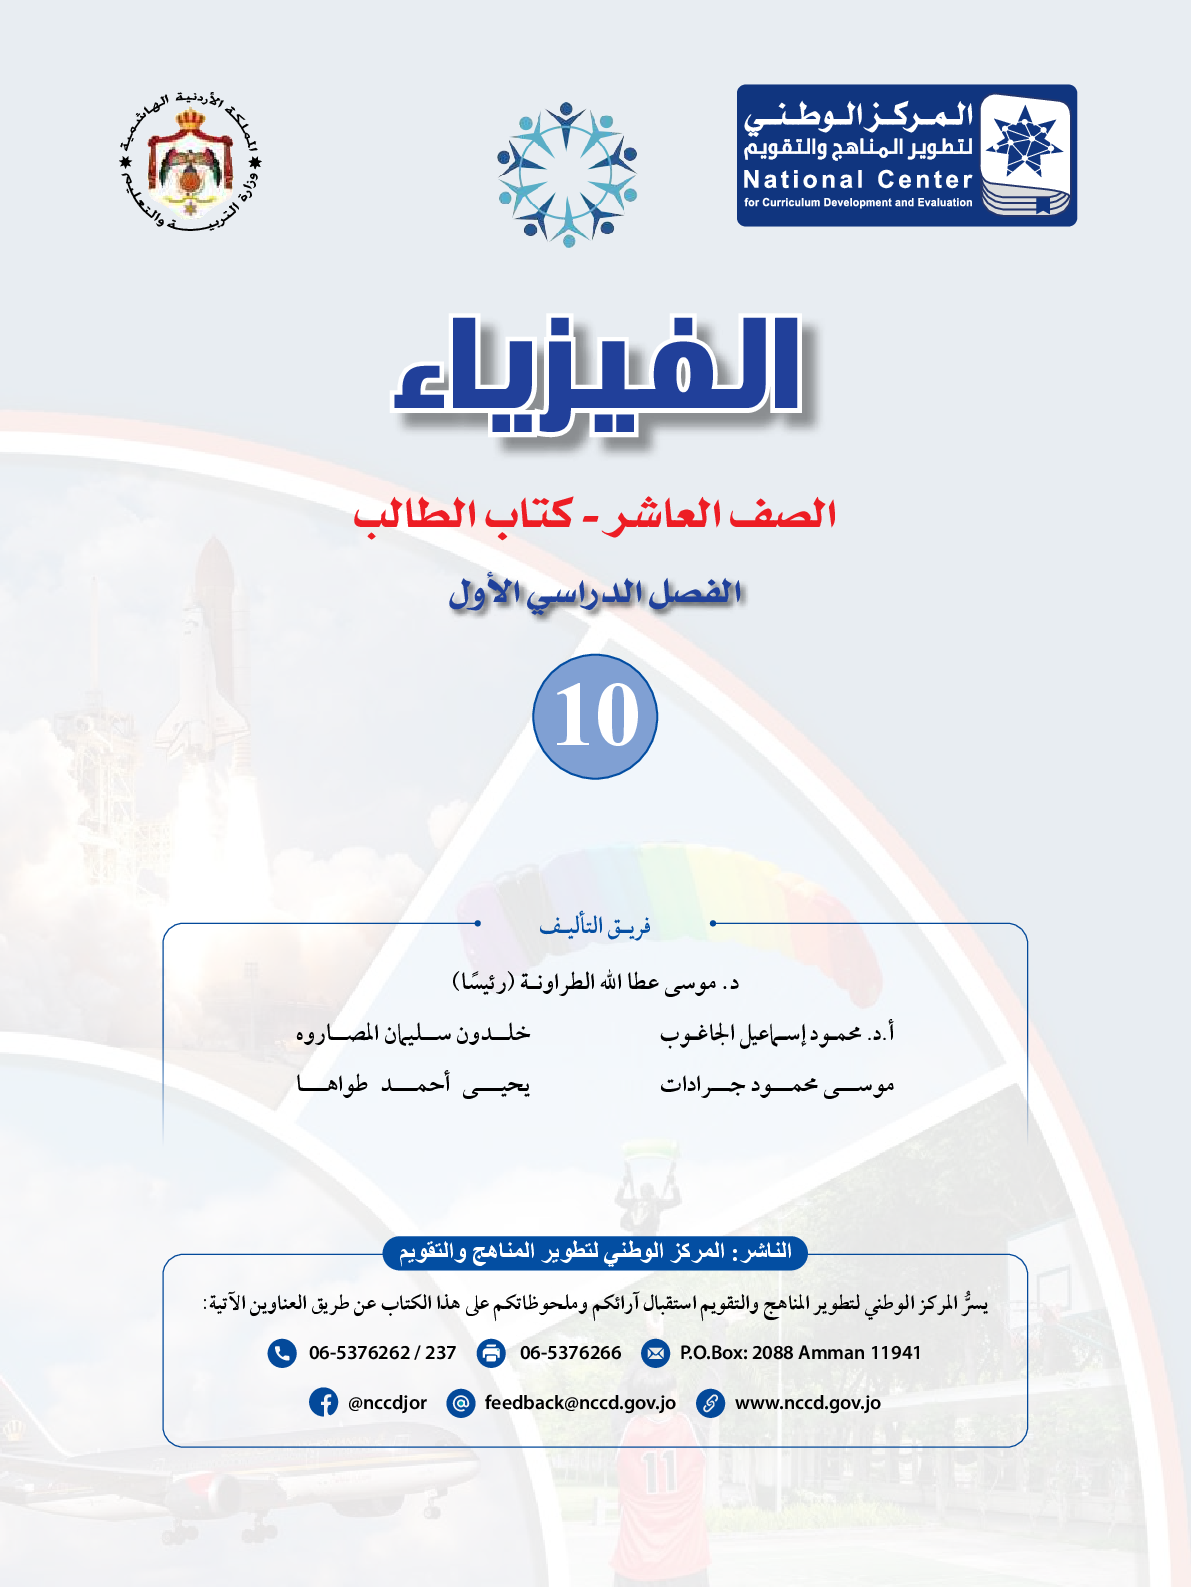 المملكة الأردنية الهاشمية
وزارة التربية والتعليم
المركز الوطني
لتطوير المناهج والتقويم
National Center
for Curriculum Development and Evaluation
الفيزياء
الصف العاشر - كتاب الطالب
الفصل الدراسي الأول
10
فريق التأليف
د. موسى عطا الله الطراونة (رئيسًا)
أ.د. محمود إسماعيل الجاغوب خلدون سليمان المصاروه
موسى محمود جرادات يحيى أحمد طواها
الناشر: المركز الوطني لتطوير المناهج والتقويم
يسرُّ المركز الوطني لتطوير المناهج والتقويم استقبال آرائكم وملحوظاتكم على هذا الكتاب عن طريق العناوين الآتية:
06-5376262 / 237 06-5376266 P.O.Box: 2088 Amman 11941
@nccdjor feedback@nccd.gov.jo www.nccd.gov.jo
11